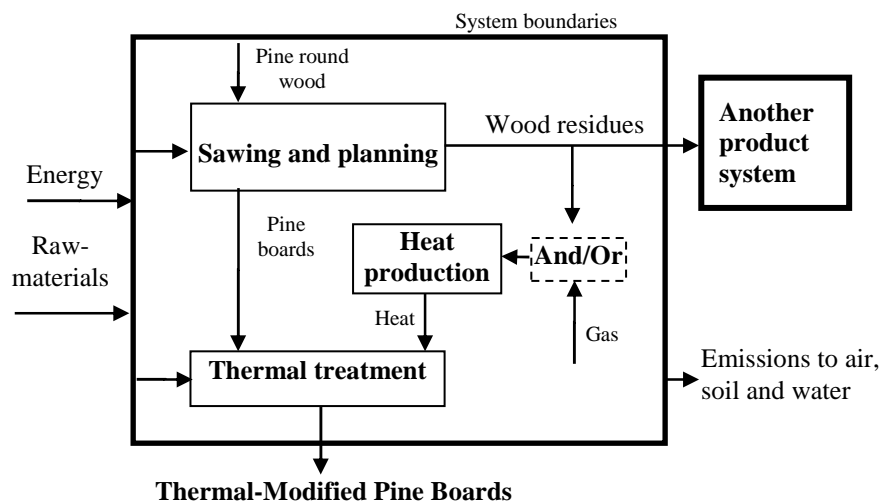 System boundaries
Pine round
wood
Another
product
system
Wood residues
Sawing and planning
Energy
Pine
boards
Heat
production
And/Or
Raw-
materials
Heat
Gas
Thermal treatment
Emissions to air,
soil and water
Thermal-Modified Pine Boards